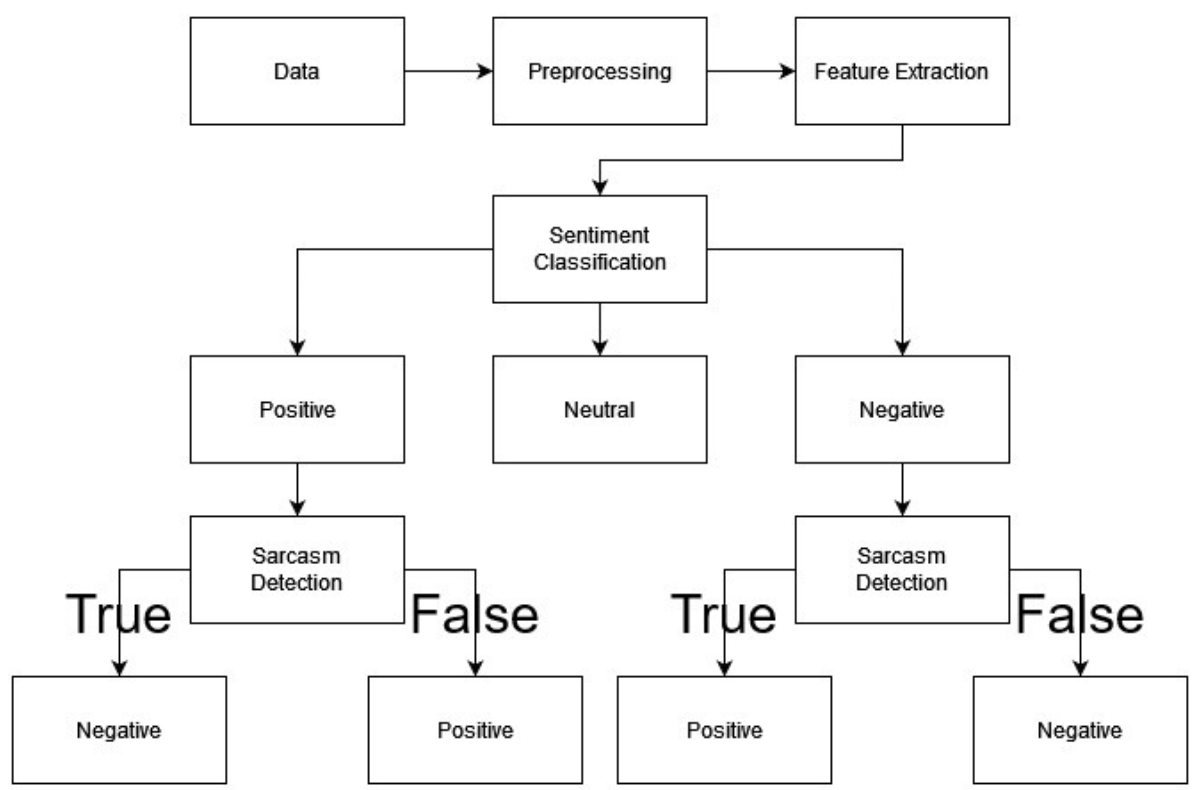 Data
Preprocessing
Feature Extraction
Sentiment
Classification
Positive
Neutral
Negative
Sarcasm
Detection
Sarcasm
Detection
True
False
True
False
Negative
Positive
Positive
Negative